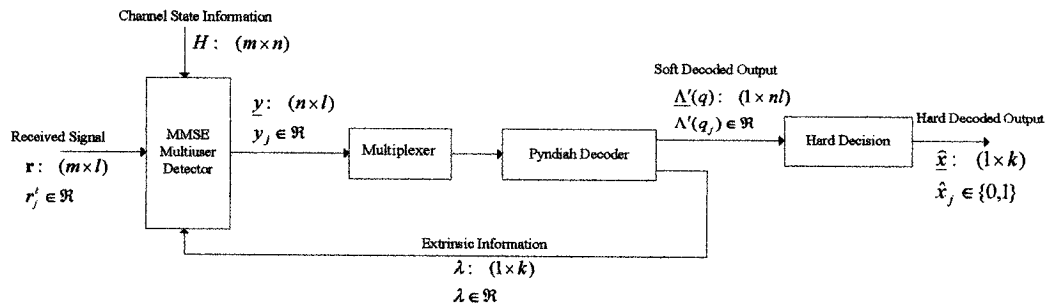 Channel State Information
H: (m×n)
MMSE
Multiuser
Detector
Received Signal
r: (m×l)
r_j^t ∈ ℜ
y: (n×l)
y_j ∈ ℜ
Multiplexer
Pyndiah Decoder
Soft Decoded Output
Λ'(q): (1×nl)
Λ'(q_j) ∈ ℜ
Hard Decision
Hard Decoded Output
x̂: (1×k)
x̂_j ∈ {0,1}
Extrinsic Information
λ: (1×k)
λ ∈ ℜ